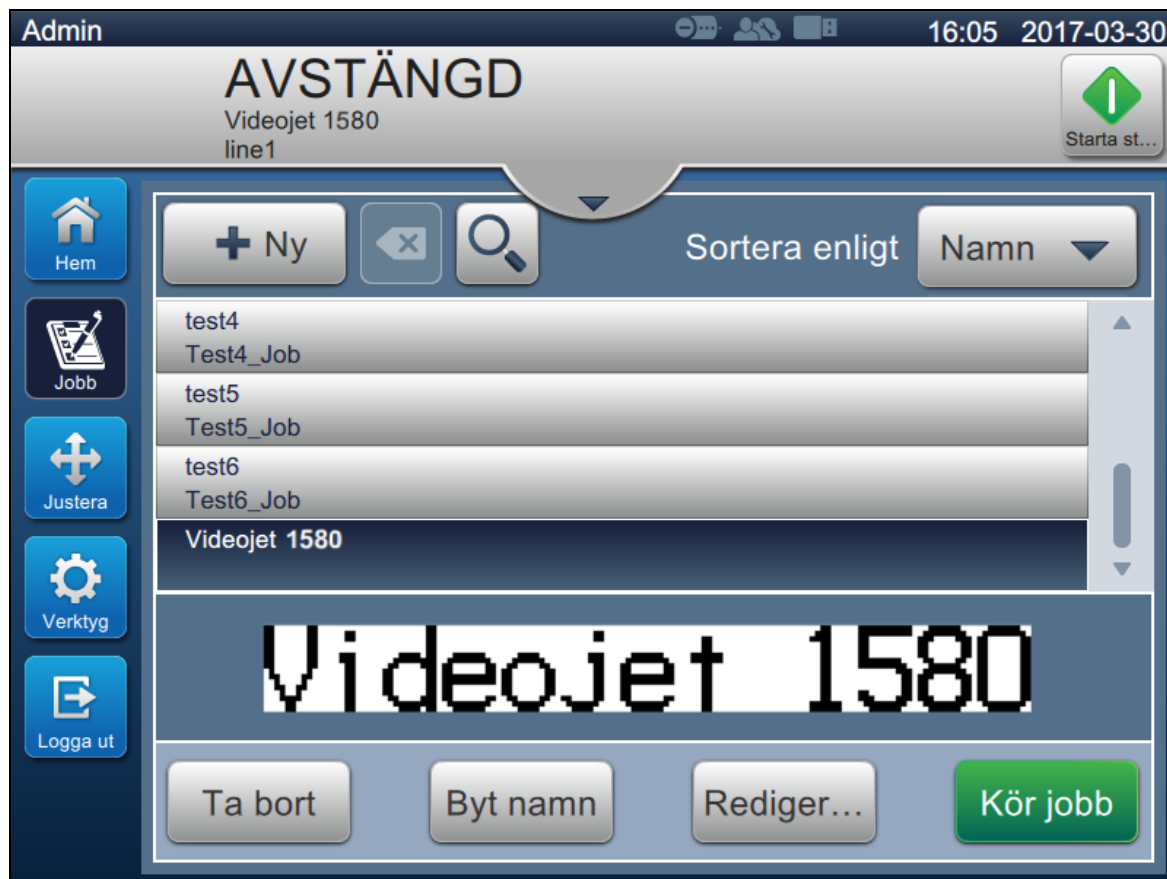 Admin
16:05 2017-03-30
AVSTÄNGD
Videojet 1580
line1
Starta st...
Hem
Jobb
Justera
Verktyg
Logga ut
Ny
Sortera enligt
Namn
test4
Test4_Job
test5
Test5_Job
test6
Test6_Job
Videojet 1580
Videojet 1580
Ta bort
Byt namn
Rediger...
Kör jobb